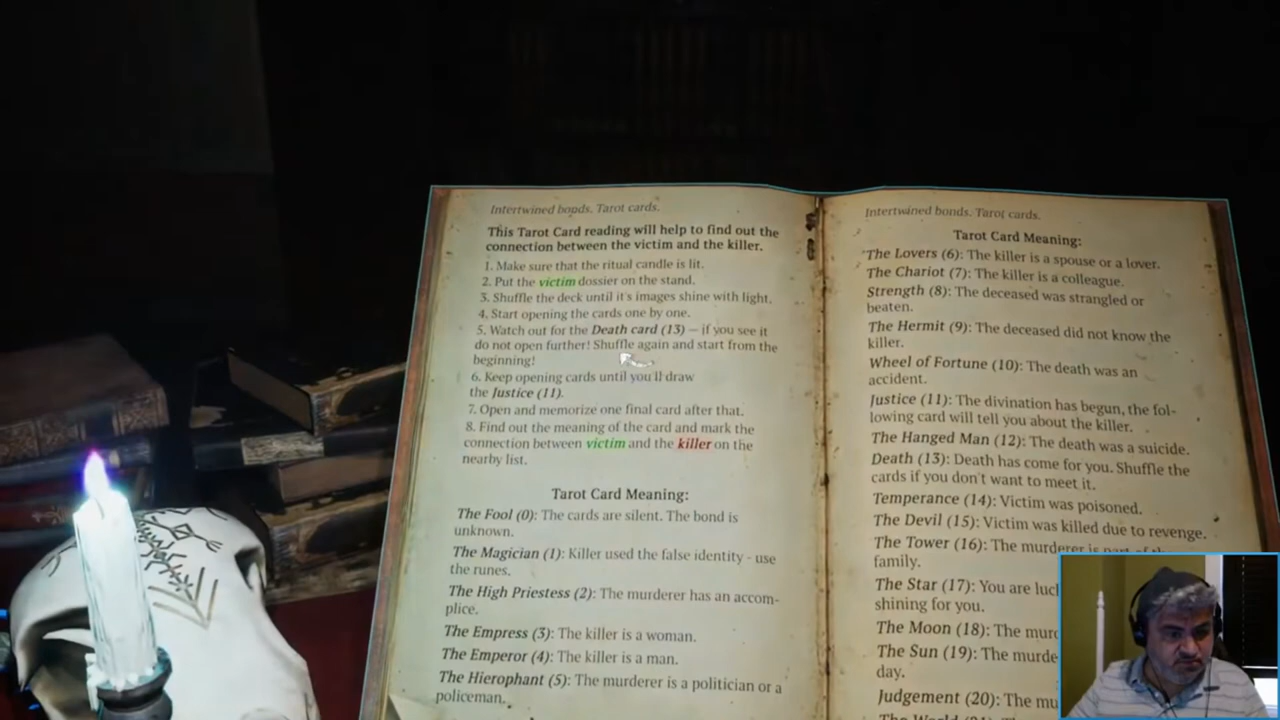 Intertwined bonds. Tarot cards.
This Tarot Card reading will help to find out the
connection between the victim and the killer.
1. Make sure that the ritual candle is lit.
2. Put the victim dossier on the stand.
3. Shuffle the deck until it's images shine with light.
4. Start opening the cards one by one.
5. Watch out for the Death card (13) – if you see it
do not open further! Shuffle again and start from the
beginning!
6. Keep opening cards until you'll draw
the Justice (11).
7. Open and memorize one final card after that.
8. Find out the meaning of the card and mark the
connection between victim and the killer on the
nearby list.
Tarot Card Meaning:
The Fool (0): The cards are silent. The bond is
unknown.
The Magician (1): Killer used the false identity - use
the runes.
The High Priestess (2): The murderer has an accom-
plice.
The Empress (3): The killer is a woman.
The Emperor (4): The killer is a man.
The Hierophant (5): The murderer is a politician or a
policeman.
Intertwined bonds. Tarot cards.
Tarot Card Meaning:
The Lovers (6): The killer is a spouse or a lover.
The Chariot (7): The killer is a colleague.
Strength (8): The deceased was strangled or
beaten.
The Hermit (9): The deceased did not know the
killer.
Wheel of Fortune (10): The death was an
accident.
Justice (11): The divination has begun, the fol-
lowing card will tell you about the killer.
The Hanged Man (12): The death was a suicide.
Death (13): Death has come for you. Shuffle the
cards if you don't want to meet it.
Temperance (14): Victim was poisoned.
The Devil (15): Victim was killed due to revenge.
The Tower (16): The murderer is part of the
family.
The Star (17): You are luc
shining for you.
The Moon (18): The murd
The Sun (19): The murde
day.
Judgement (20): The mu